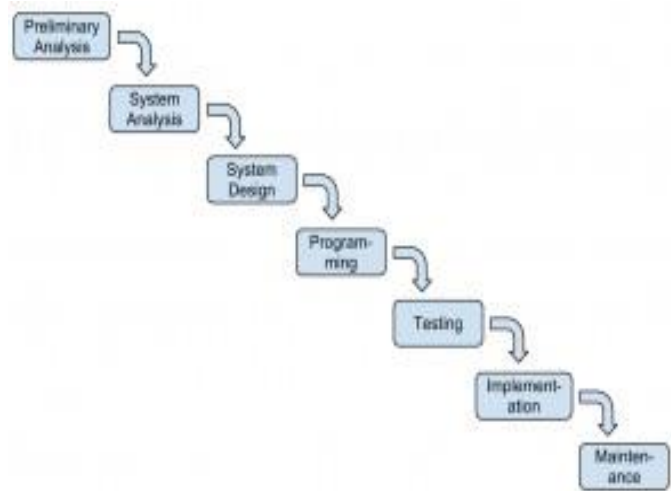 Preliminary
Analysis
System
Analysis
System
Design
Program-
ming
Testing
Implement-
ation
Mainten-
ance